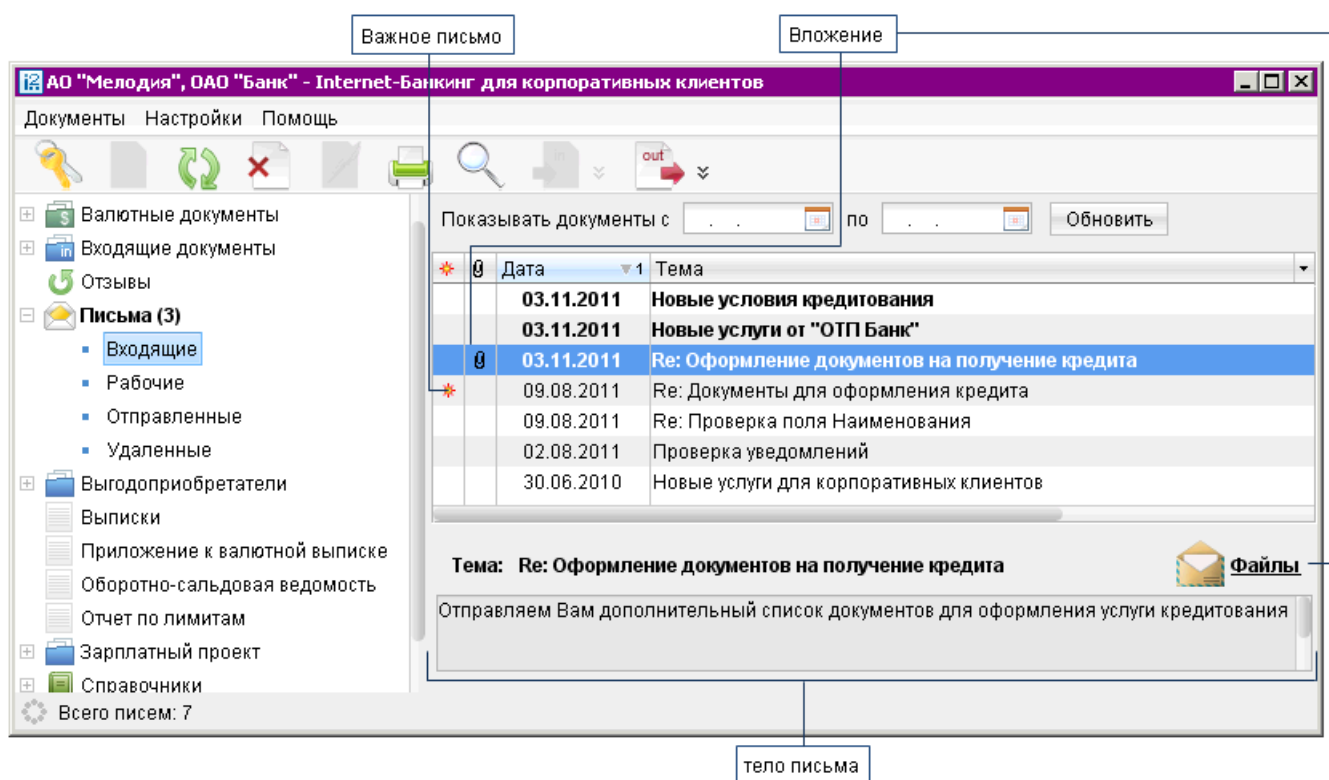 Важное письмо
Вложение
i2 АО "Мелодия", ОАО "Банк" - Internet-Банкинг для корпоративных клиентов
Документы Настройки Помощь
in out
Валютные документы
in Входящие документы
Отзывы
Письма (3)
Входящие
Рабочие
Отправленные
Удаленные
Выгодоприобретатели
Выписки
Приложение к валютной выписке
Оборотно-сальдовая ведомость
Отчет по лимитам
Зарплатный проект
Справочники
Показывать документы с . . по . . Обновить
Дата 1 Тема
03.11.2011 Новые условия кредитования
03.11.2011 Новые услуги от "ОТП Банк"
03.11.2011 Re: Оформление документов на получение кредита
09.08.2011 Re: Документы для оформления кредита
09.08.2011 Re: Проверка поля Наименования
02.08.2011 Проверка уведомлений
30.06.2010 Новые услуги для корпоративных клиентов
Тема: Re: Оформление документов на получение кредита Файлы
Отправляем Вам дополнительный список документов для оформления услуги кредитования
Всего писем: 7
тело письма